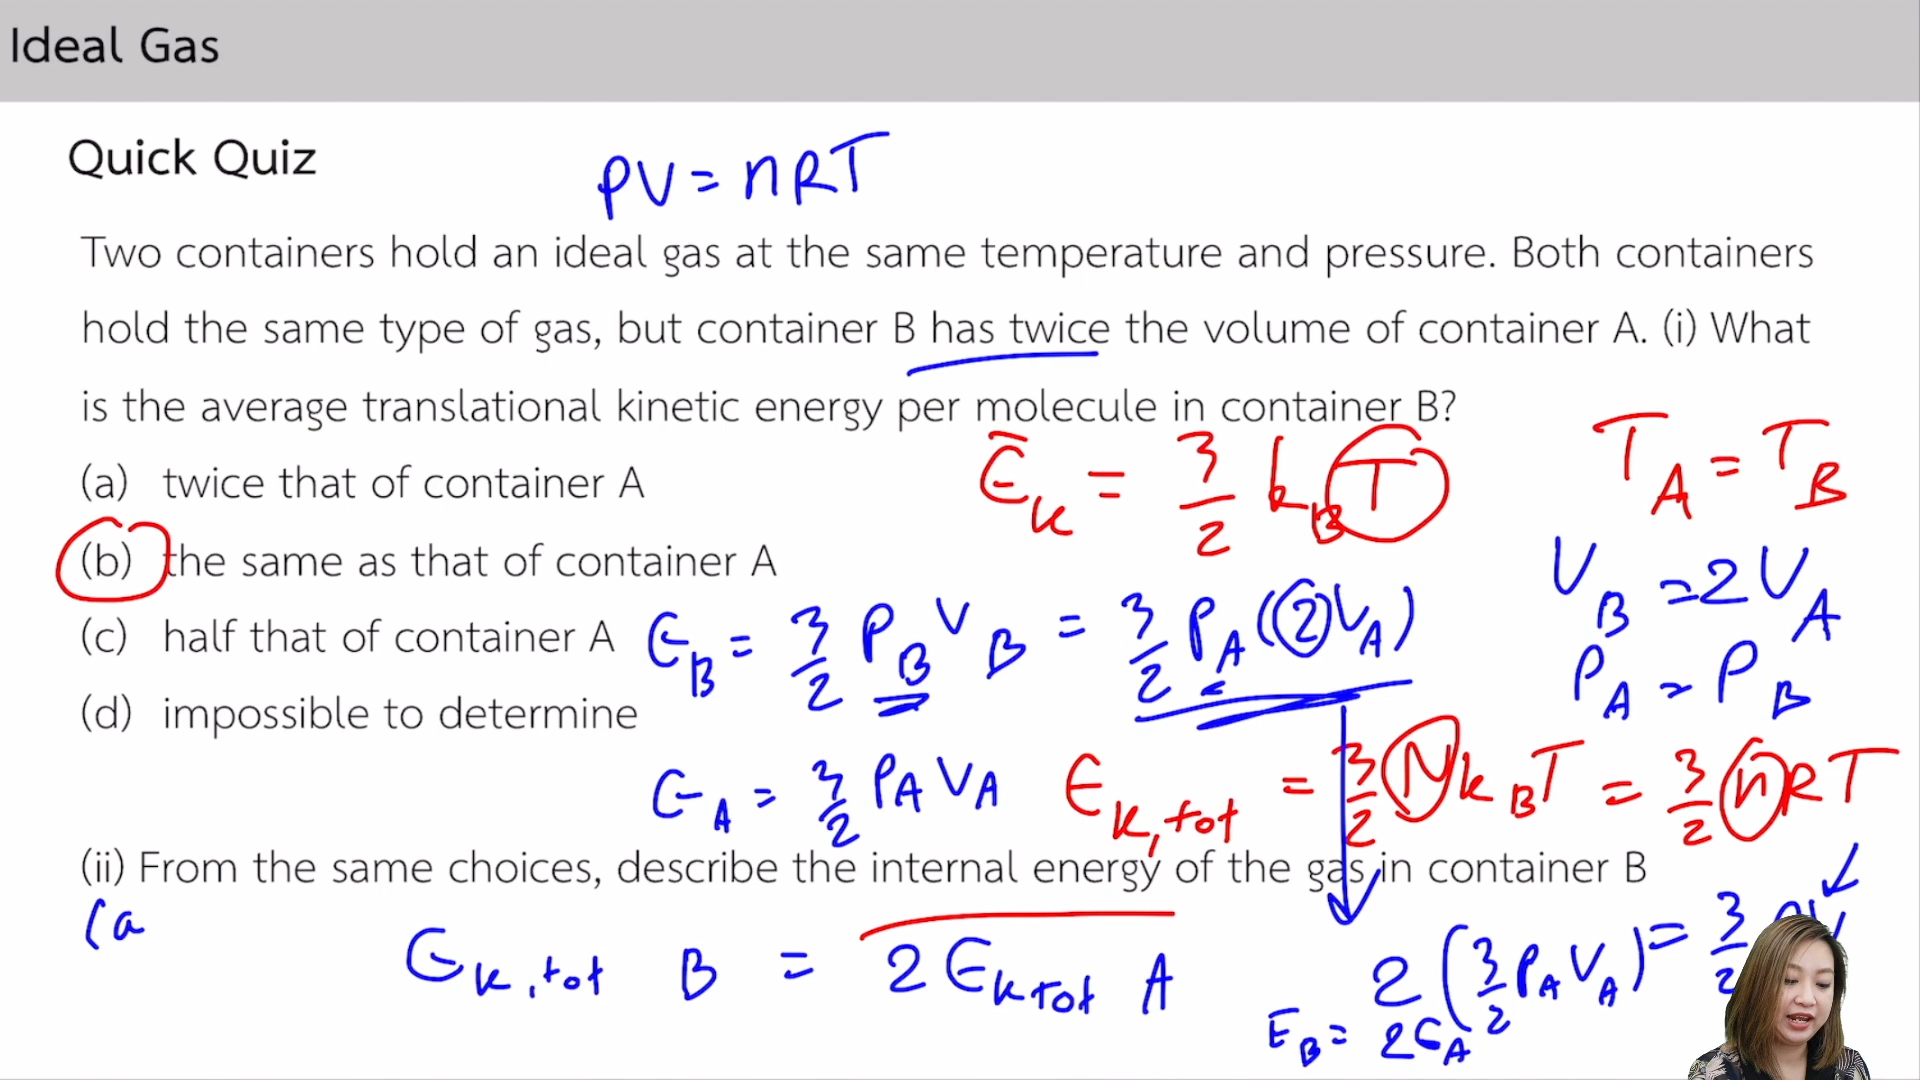 Ideal Gas
Quick Quiz
PV = nRT
Two containers hold an ideal gas at the same temperature and pressure. Both containers
hold the same type of gas, but container B has twice the volume of container A. (i) What
is the average translational kinetic energy per molecule in container B?
(a) twice that of container A
Ē_k = 3/2 k_B T
T_A = T_B
(b) the same as that of container A
V_B = 2V_A
(c) half that of container A
E_B = 3/2 P_B V_B = 3/2 P_A (2V_A)
P_A = P_B
(d) impossible to determine
E_A = 3/2 P_A V_A
E_k,tot = 3/2 N k_B T = 3/2 nRT
(ii) From the same choices, describe the internal energy of the gas in container B
(a
E_k,tot B = 2 E_k tot A
2 (3/2 P_A V_A) = 3/2
E_B = 2E_A